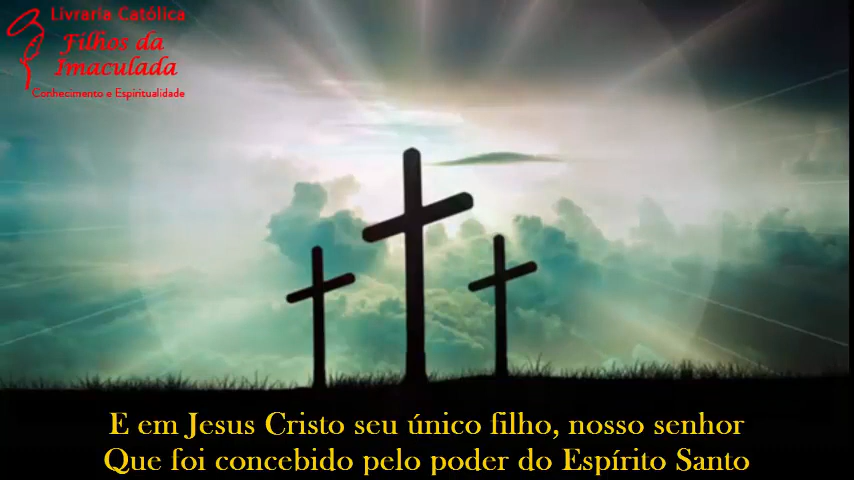 Livraria Católica
Filhos da
Imaculada
Conhecimento e Espiritualidade
E em Jesus Cristo seu único filho, nosso senhor
Que foi concebido pelo poder do Espírito Santo